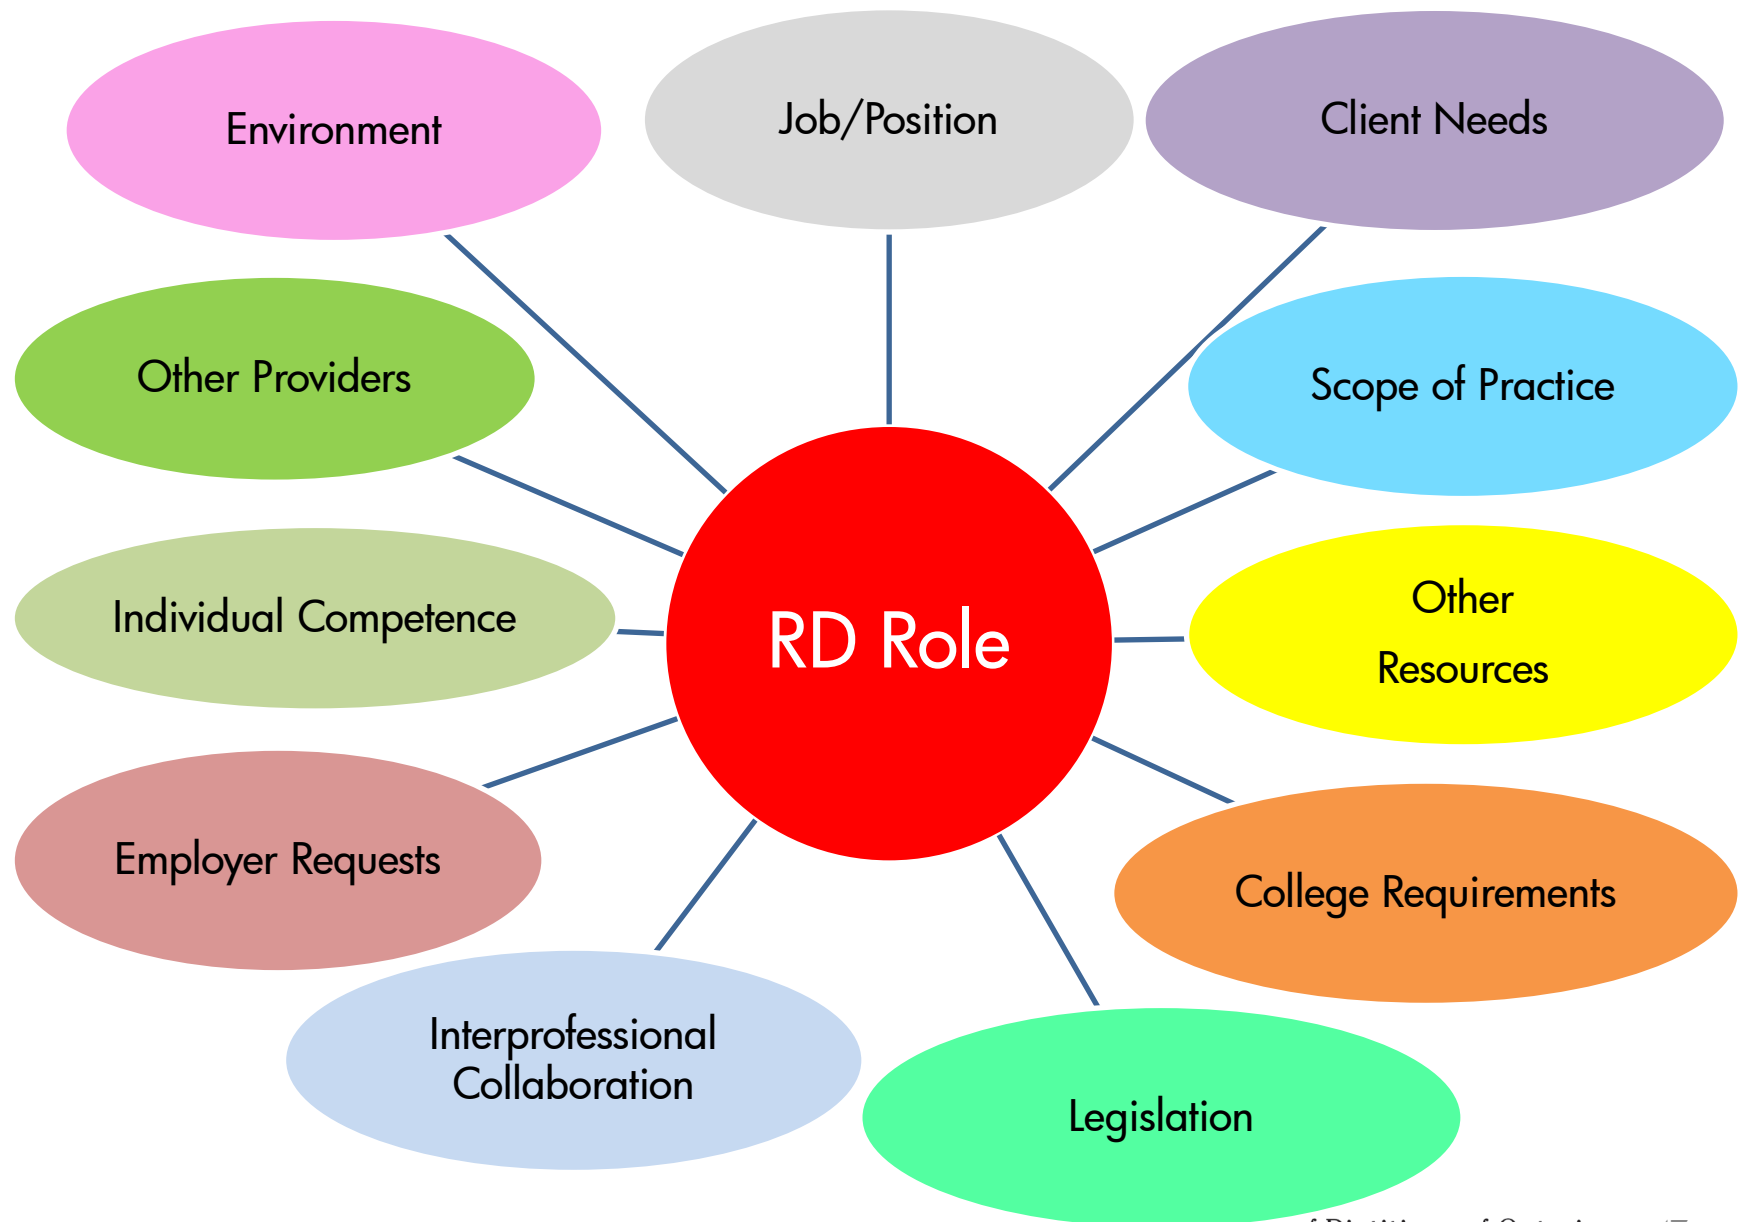 Environment
Job/Position
Client Needs
Other Providers
Scope of Practice
Individual Competence
RD Role
Other
Resources
Employer Requests
College Requirements
Interprofessional
Collaboration
Legislation